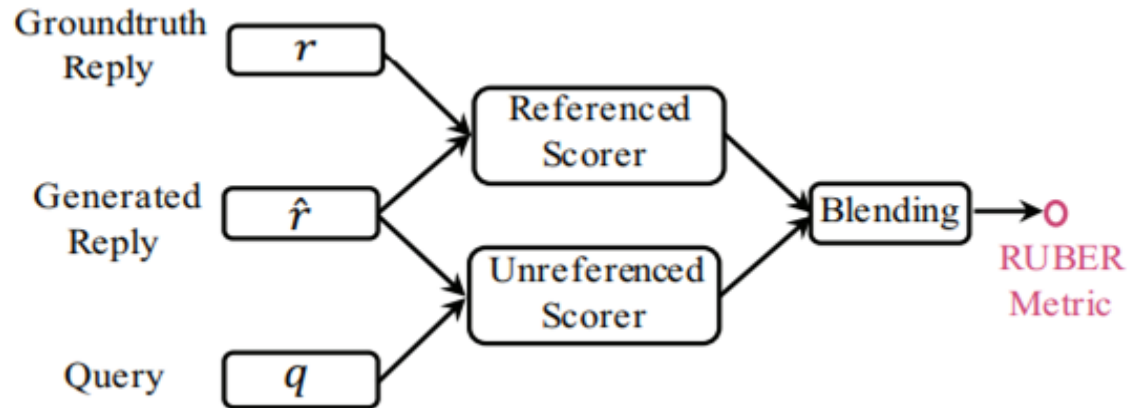 Groundtruth
Reply
r
Referenced
Scorer
Generated
Reply
r̂
Blending
RUBER
Metric
Unreferenced
Scorer
Query
q